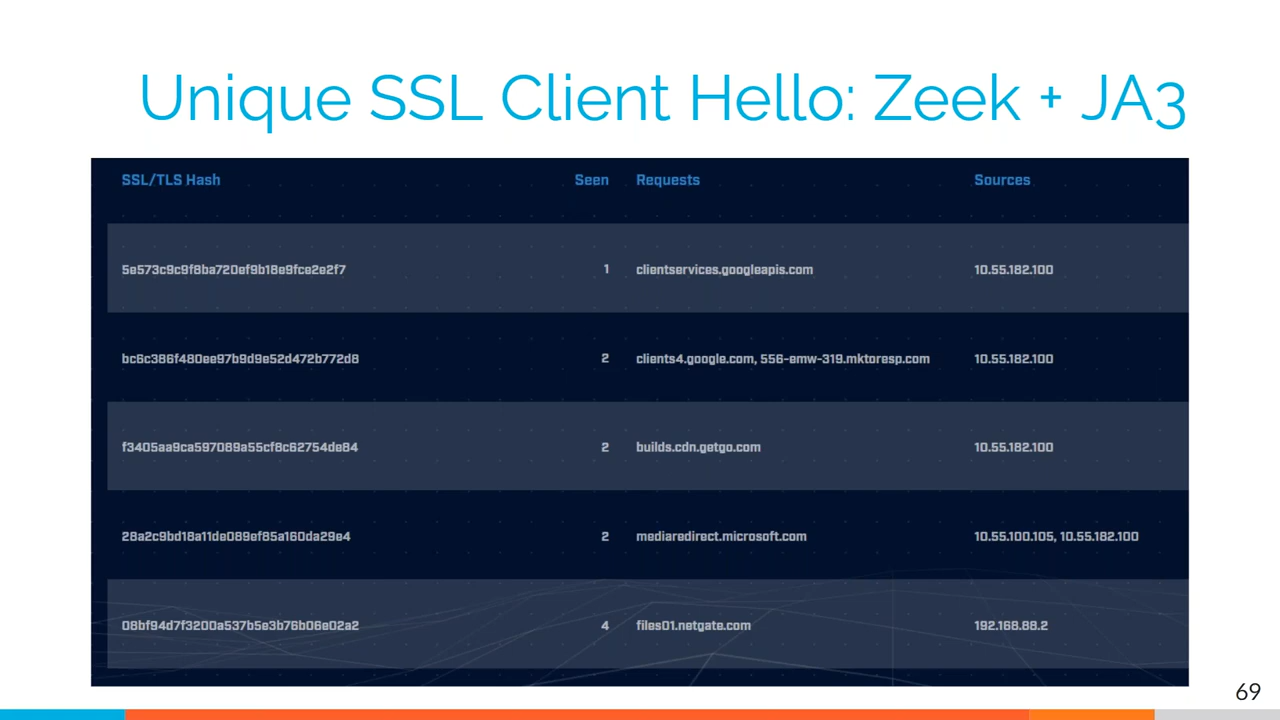 Unique SSL Client Hello: Zeek + JA3
SSL/TLS Hash Seen Requests Sources
5e573c9c9f8ba720ef9b18e9fce2e2f7 1 clientservices.googleapis.com 10.55.182.100
bc6c386f480ee97b9d9e52d472b772d8 2 clients4.google.com, 556-emw-319.mktoresp.com 10.55.182.100
f3405aa9ca597089a55cf8c62754de84 2 builds.cdn.getgo.com 10.55.182.100
28a2c9bd18a11de089ef85a160da29e4 2 mediaredirect.microsoft.com 10.55.100.105, 10.55.182.100
08bf94d7f3200a537b5e3b76b06e02a2 4 files01.netgate.com 192.168.88.2
69